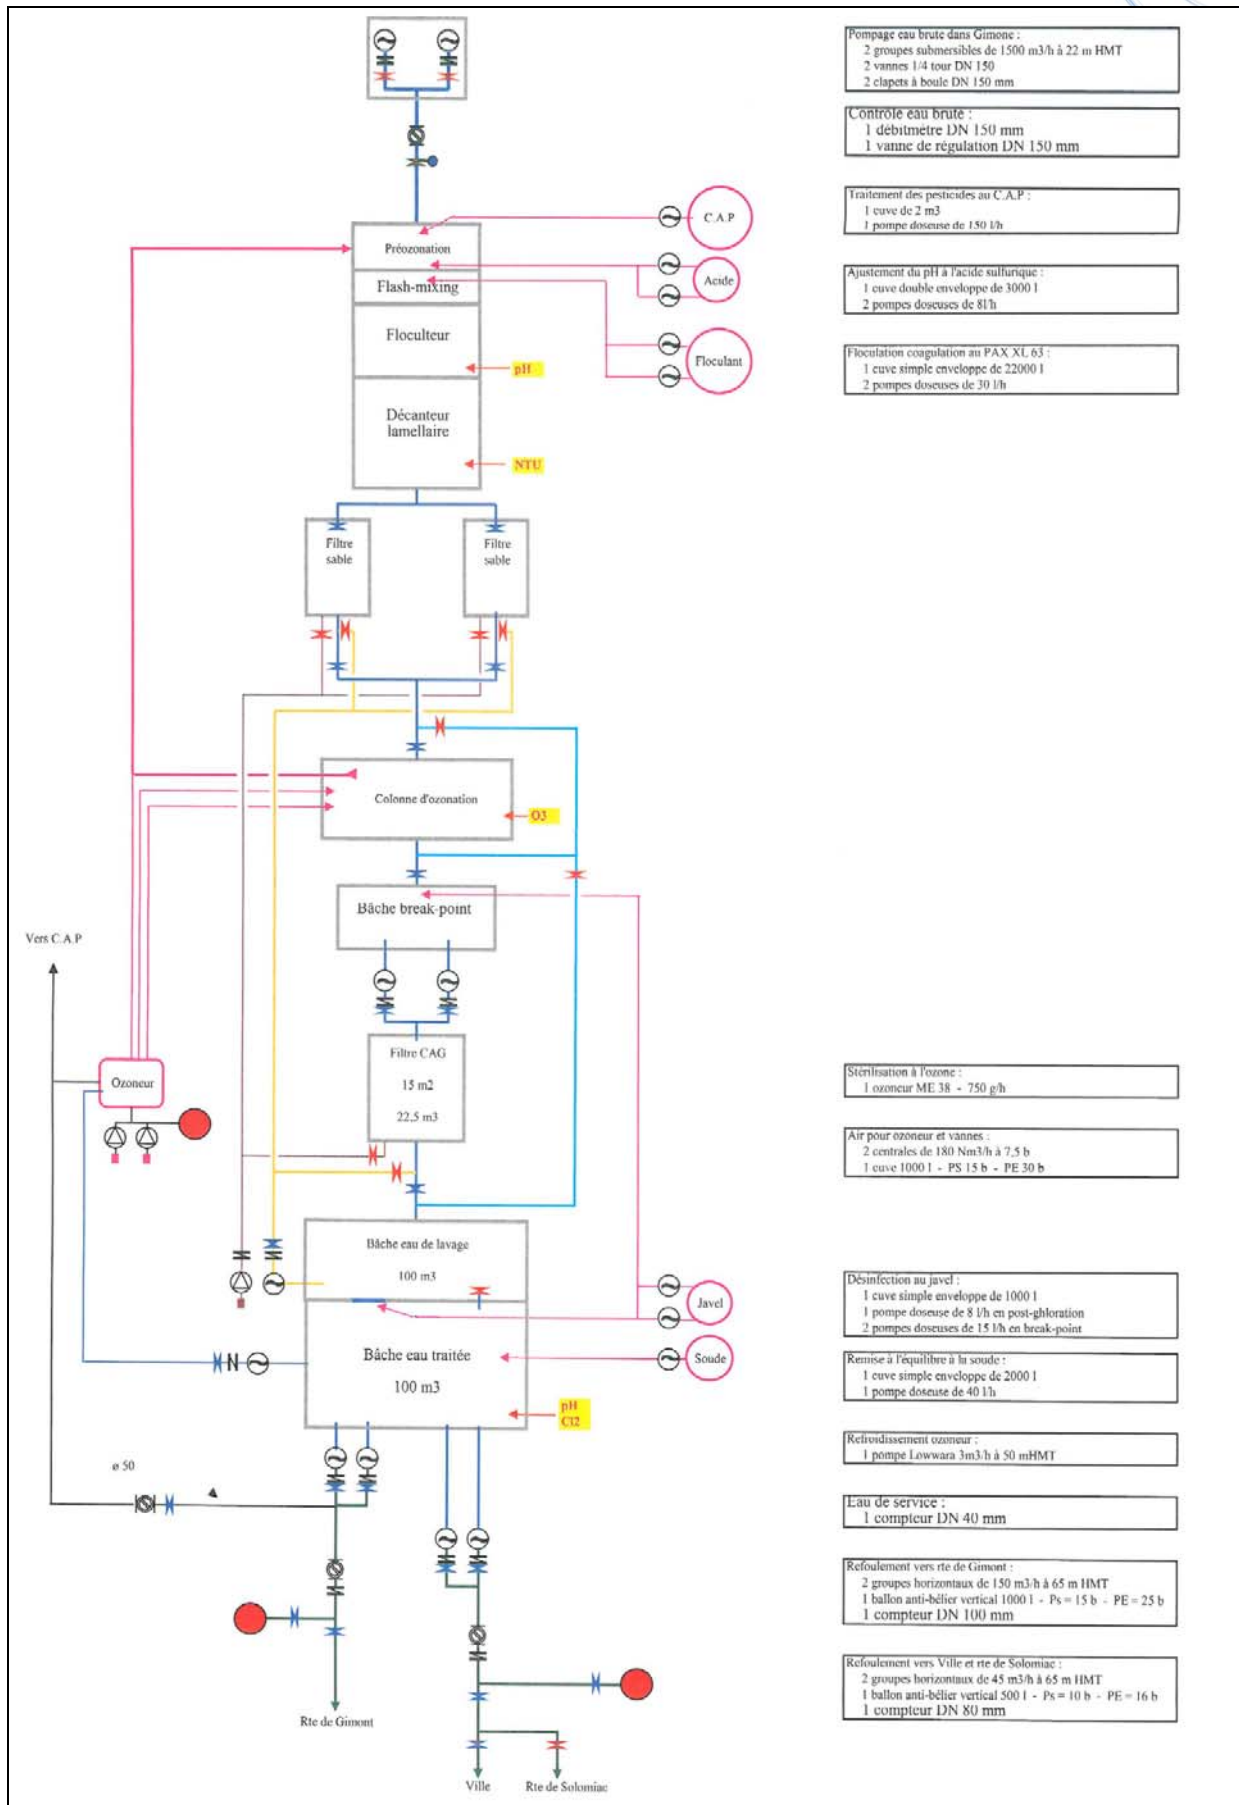 Pompage eau brute dans Gimone :
2 groupes submersibles de 1500 m3/h à 22 m HMT
2 vannes 1/4 tour DN 150
2 clapets à boule DN 150 mm
Contrôle eau brute :
1 débitmètre DN 150 mm
1 vanne de régulation DN 150 mm
Traitement des pesticides au C.A.P :
1 cuve de 2 m3
1 pompe doseuse de 150 l/h
Ajustement du pH à l'acide sulfurique :
1 cuve double enveloppe de 3000 l
2 pompes doseuses de 8l/h
Floculation coagulation au PAX XL 63 :
1 cuve simple enveloppe de 22000 l
2 pompes doseuses de 30 l/h
C.A.P
Préozonation
Acide
Flash-mixing
Floculteur
Floculant
pH
Décanteur
lamellaire
NTU
Filtre
sable
Filtre
sable
Colonne d'ozonation
O3
Bâche break-point
Vers C.A.P
Filtre CAG
15 m2
22,5 m3
Ozoneur
Stérilisation à l'ozone :
1 ozoneur ME 38 - 750 g/h
Air pour ozoneur et vannes :
2 centrales de 180 Nm3/h à 7,5 b
1 cuve 1000 l - PS 15 b - PE 30 b
Bâche eau de lavage
100 m3
Javel
Bâche eau traitée
100 m3
Soude
pH
Cl2
ø 50
Désinfection au javel :
1 cuve simple enveloppe de 1000 l
1 pompe doseuse de 8 l/h en post-ghloration
2 pompes doseuses de 15 l/h en break-point
Remise à l'équilibre à la soude :
1 cuve simple enveloppe de 2000 l
1 pompe doseuse de 40 l/h
Refroidissement ozoneur :
1 pompe Lowwara 3m3/h à 50 mHMT
Eau de service :
1 compteur DN 40 mm
Refoulement vers rte de Gimont :
2 groupes horizontaux de 150 m3/h à 65 m HMT
1 ballon anti-bélier vertical 1000 l - Ps = 15 b - PE = 25 b
1 compteur DN 100 mm
Refoulement vers Ville et rte de Solomiac :
2 groupes horizontaux de 45 m3/h à 65 m HMT
1 ballon anti-bélier vertical 500 l - Ps = 10 b - PE = 16 b
1 compteur DN 80 mm
Rte de Gimont
Ville
Rte de Solomiac